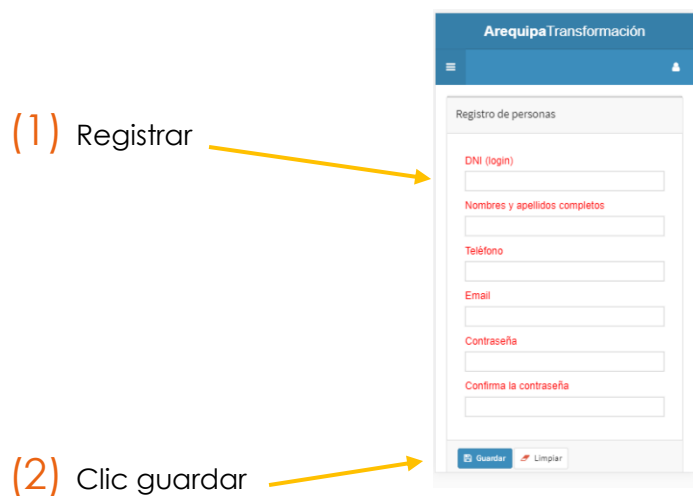 ArequipaTransformación
Registro de personas
(1) Registrar
DNI (login)
Nombres y apellidos completos
Teléfono
Email
Contraseña
Confirma la contraseña
Guardar Limpiar
(2) Clic guardar